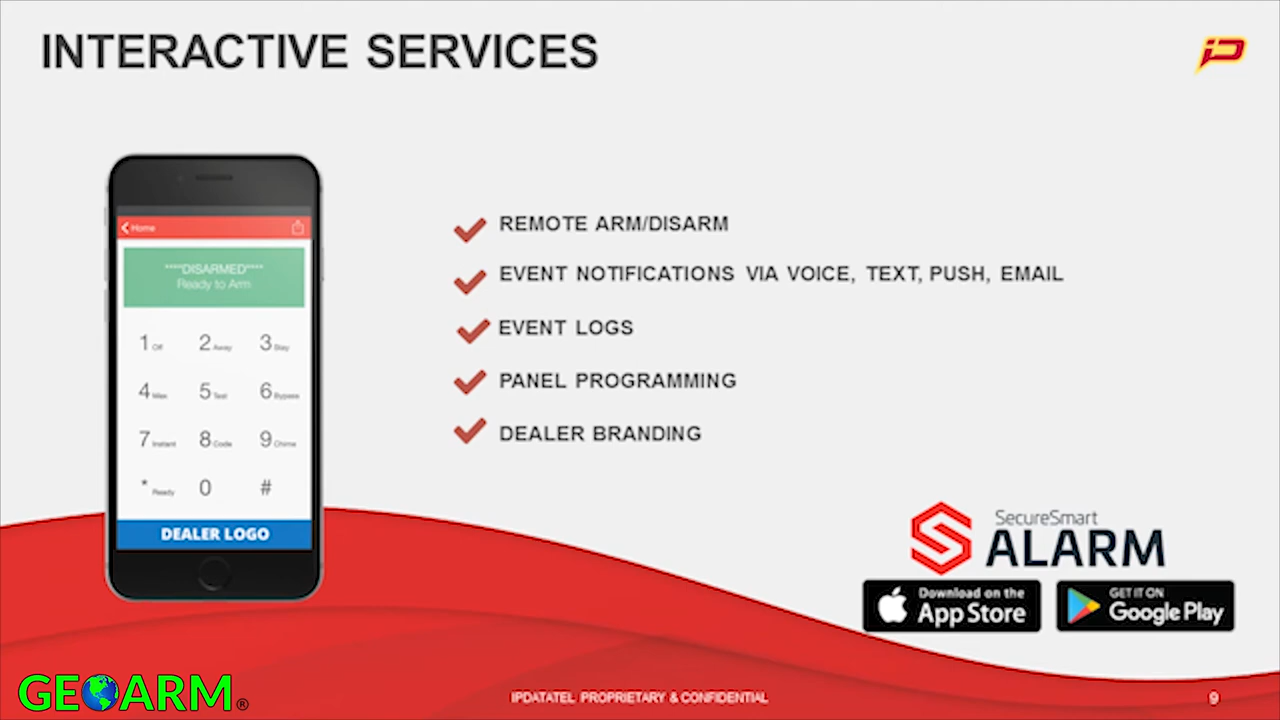 INTERACTIVE SERVICES
iD
Home
****DISARMED****
Ready to Arm
1 Off 2 Away 3 Stay
4 Max 5 Test 6 Bypass
7 Instant 8 Code 9 Chime
* Ready 0 #
DEALER LOGO
REMOTE ARM/DISARM
EVENT NOTIFICATIONS VIA VOICE, TEXT, PUSH, EMAIL
EVENT LOGS
PANEL PROGRAMMING
DEALER BRANDING
SecureSmart
ALARM
Download on the
App Store
GET IT ON
Google Play
GEOARM®
IPDATATEL PROPRIETARY & CONFIDENTIAL
9